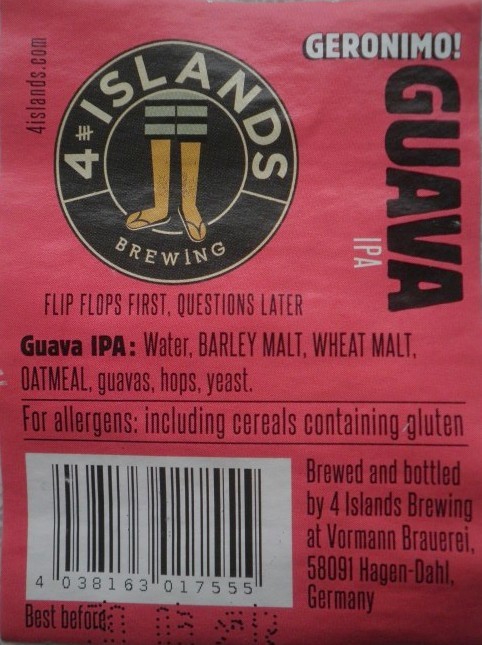 4islands.com
4 ISLANDS
BREWING
GERONIMO!
GUAVA
IPA
FLIP FLOPS FIRST, QUESTIONS LATER
Guava IPA: Water, BARLEY MALT, WHEAT MALT,
OATMEAL, guavas, hops, yeast.
For allergens: including cereals containing gluten
4 038163 017555
Best before:
Brewed and bottled
by 4 Islands Brewing
at Vormann Brauerei,
58091 Hagen-Dahl,
Germany